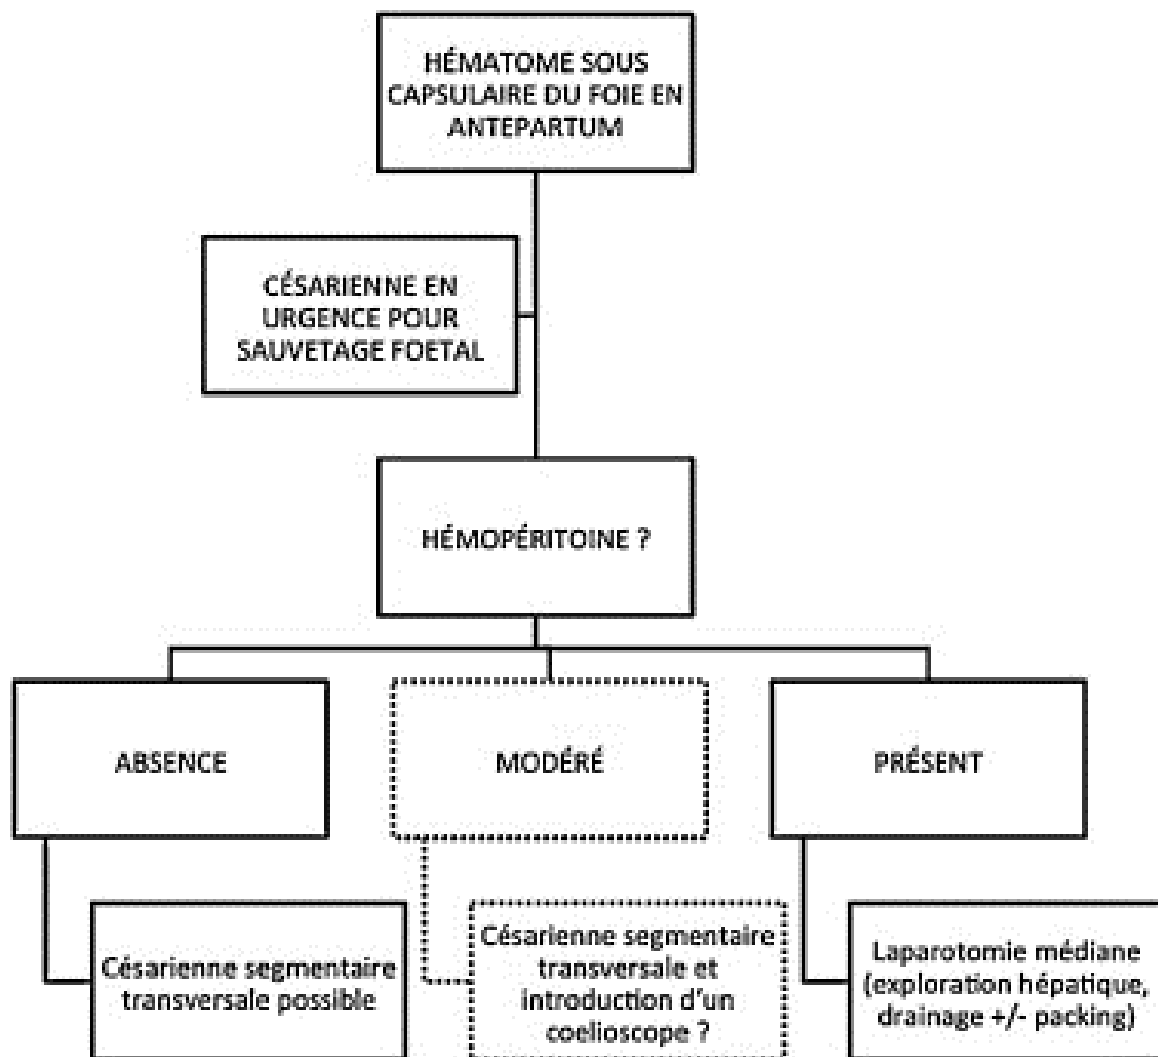 HÉMATOME SOUS
CAPSULAIRE DU FOIE EN
ANTEPARTUM
CÉSARIENNE EN
URGENCE POUR
SAUVETAGE FOETAL
HÉMOPÉRITOINE ?
ABSENCE
MODÉRÉ
PRÉSENT
Césarienne segmentaire
transversale possible
Césarienne segmentaire
transversale et
introduction d'un
coelioscope ?
Laparotomie médiane
(exploration hépatique,
drainage +/- packing)